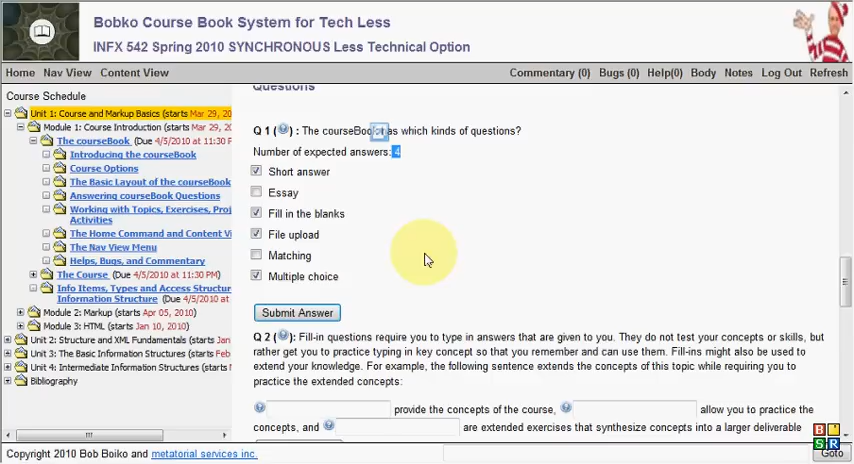 Bobko Course Book System for Tech Less
INFX 542 Spring 2010 SYNCHRONOUS Less Technical Option
Home Nav View Content View Commentary (0) Bugs (0) Help(0) Body Notes Log Out Refresh
Course Schedule
Unit 1: Course and Markup Basics (starts Mar 29, 201
Module 1: Course Introduction (starts Mar 29, 20
The courseBook (Due 4/5/2010 at 11:30 P
Introducing the courseBook
Course Options
The Basic Layout of the courseBook
Answering courseBook Questions
Working with Topics, Exercises, Proj
Activities
The Home Command and Content V
The Nav View Menu
Helps, Bugs, and Commentary
The Course (Due 4/5/2010 at 11:30 PM)
Info Items, Types and Access Structur
Information Structure (Due 4/5/2010 a
Module 2: Markup (starts Apr 05, 2010)
Module 3: HTML (starts Jan 10, 2010)
Unit 2: Structure and XML Fundamentals (starts Apr
Unit 3: The Basic Information Structures (starts Feb
Unit 4: Intermediate Information Structures (starts
Bibliography
Questions
Q 1 ( ) : The courseBook has which kinds of questions?
Number of expected answers: 4
Short answer
Essay
Fill in the blanks
File upload
Matching
Multiple choice
Submit Answer
Q 2 ( ): Fill-in questions require you to type in answers that are given to you. They do not test your concepts or skills, but
rather get you to practice typing in key concept so that you remember and can use them. Fill-ins might also be used to
extend your knowledge. For example, the following sentence extends the concepts of this topic while requiring you to
practice the extended concepts:
provide the concepts of the course, allow you to practice the
concepts, and are extended exercises that synthesize concepts into a larger deliverable
Copyright 2010 Bob Boiko and metatorial services inc.
Goto